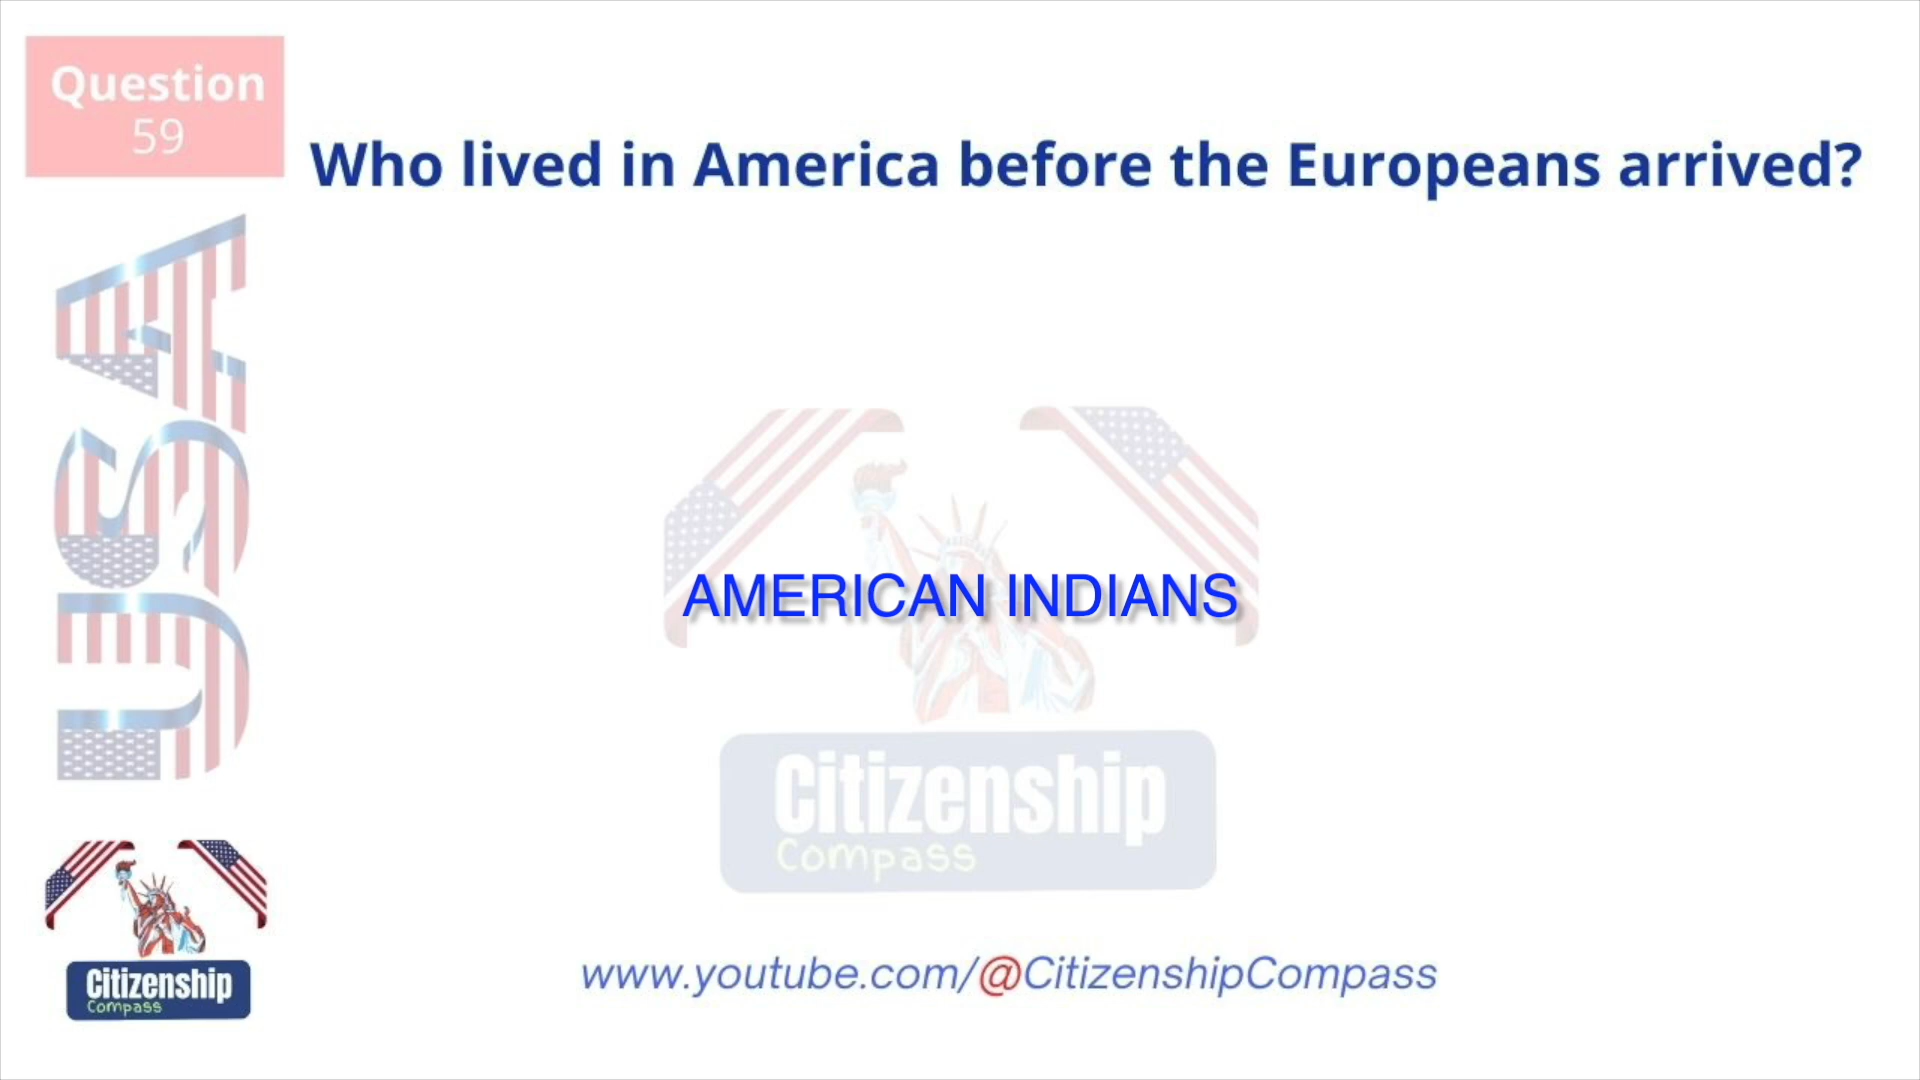 Question
59
Who lived in America before the Europeans arrived?
USA
AMERICAN INDIANS
Citizenship
Compass
Citizenship
Compass
www.youtube.com/@CitizenshipCompass